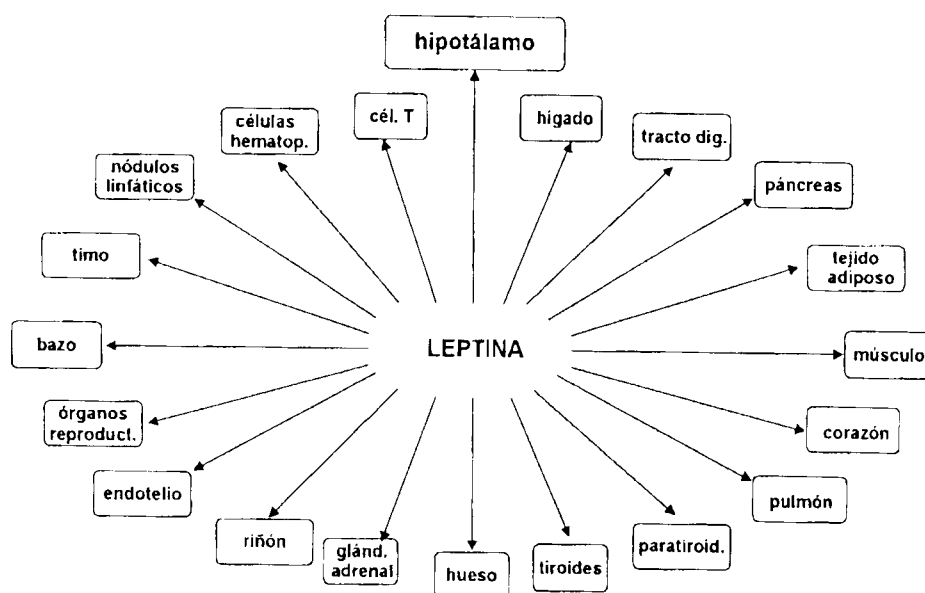 hipotálamo
cél. T
hígado
células
hematop.
tracto dig.
nódulos
linfáticos
páncreas
timo
tejido
adiposo
LEPTINA
bazo
músculo
órganos
reproduct.
corazón
endotelio
pulmón
riñón
gländ.
adrenal
hueso
tiroides
paratiroid.